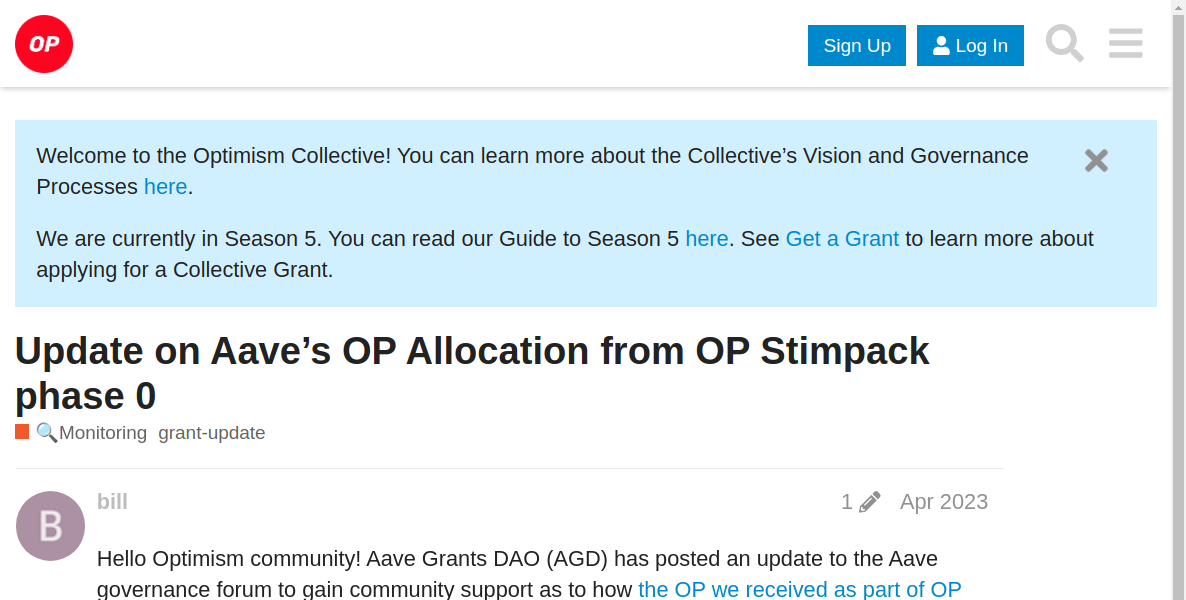 OP
Sign Up
Log In
Welcome to the Optimism Collective! You can learn more about the Collective’s Vision and Governance
Processes here.
We are currently in Season 5. You can read our Guide to Season 5 here. See Get a Grant to learn more about
applying for a Collective Grant.
Update on Aave’s OP Allocation from OP Stimpack
phase 0
Monitoring grant-update
B
bill
1
Apr 2023
Hello Optimism community! Aave Grants DAO (AGD) has posted an update to the Aave
governance forum to gain community support as to how the OP we received as part of OP